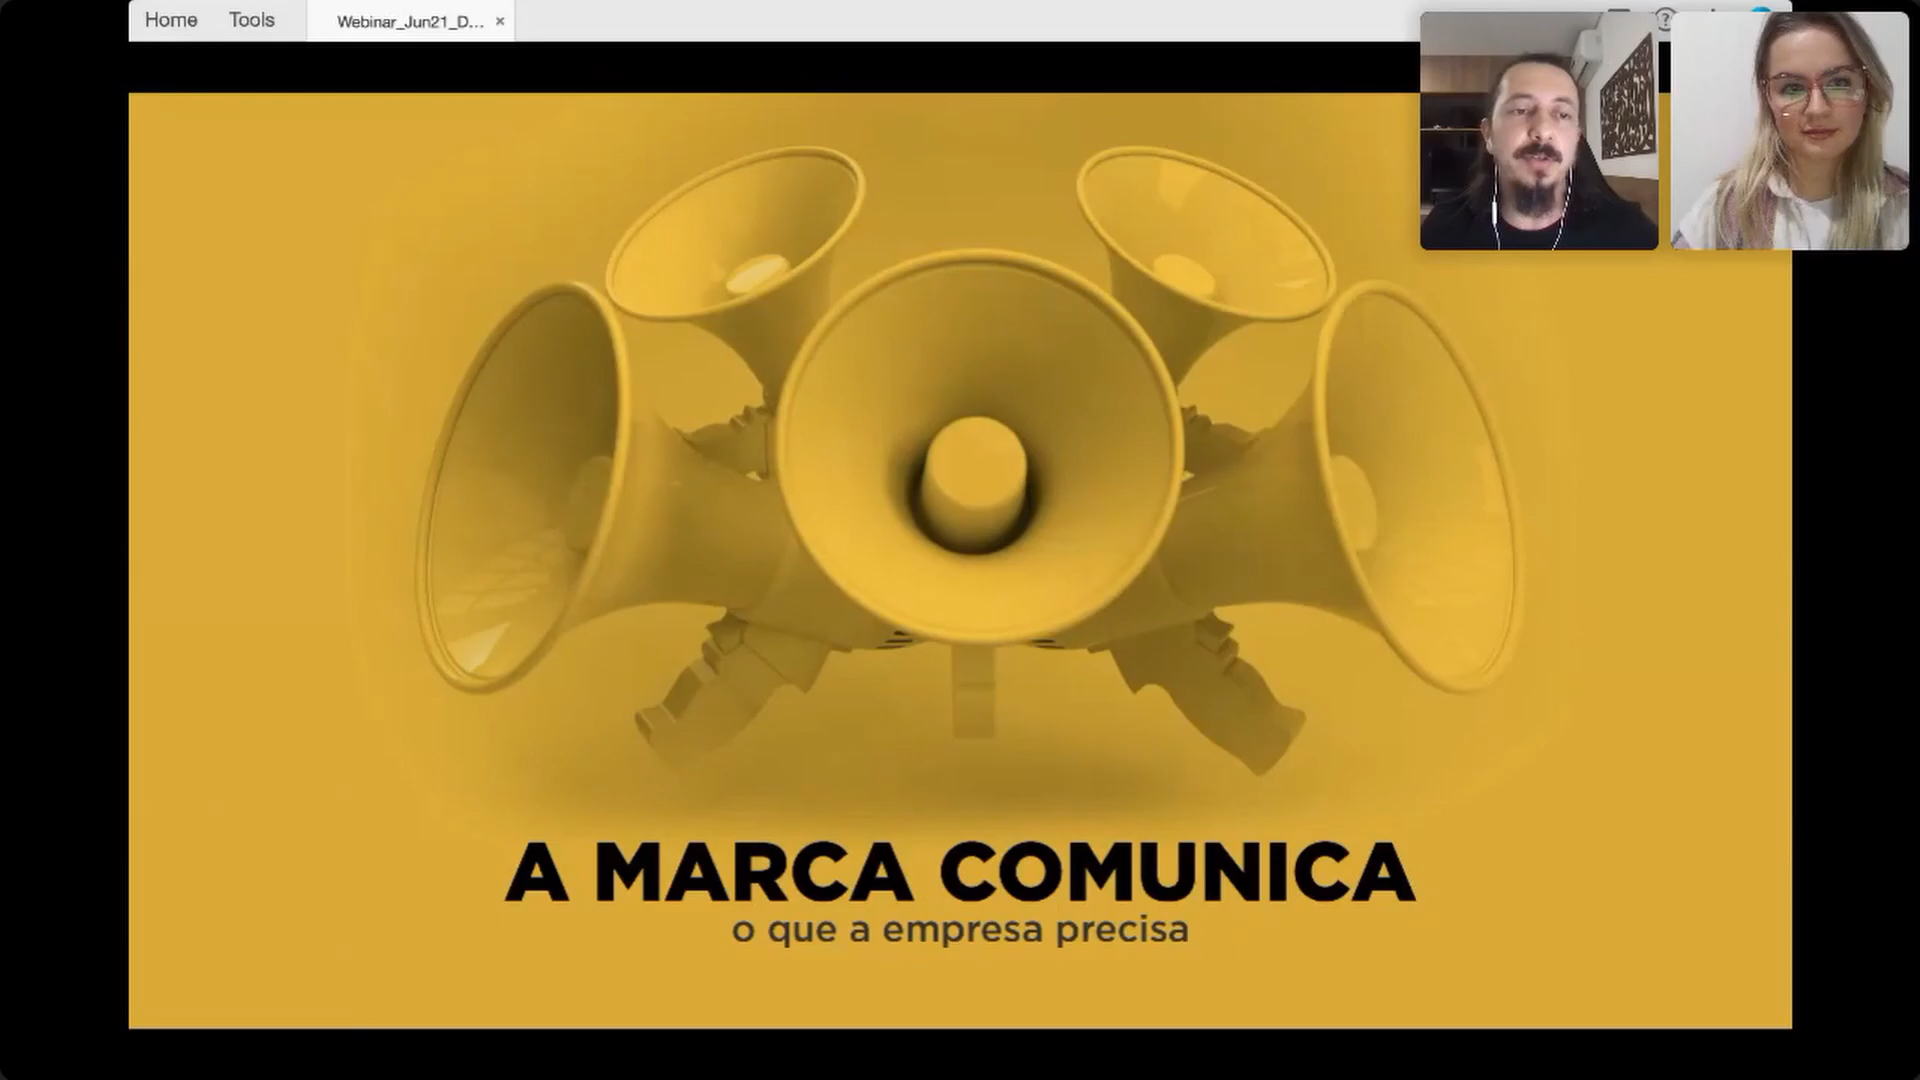 Home Tools Webinar_Jun21_D... ×
A MARCA COMUNICA
o que a empresa precisa